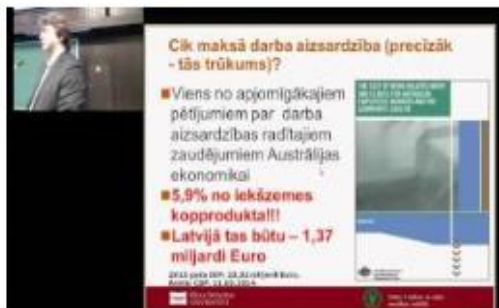 Cik maksā darba aizsardzība (precīzāk
- tās trūkums)?
Viens no apjomīgākajiem
pētījumiem par darba
aizsardzības radītajiem
zaudējumiem Austrālijas
ekonomikai
5,9% no iekšzemes
kopprodukta!!!
Latvijā tas būtu – 1,37
miljardi Euro